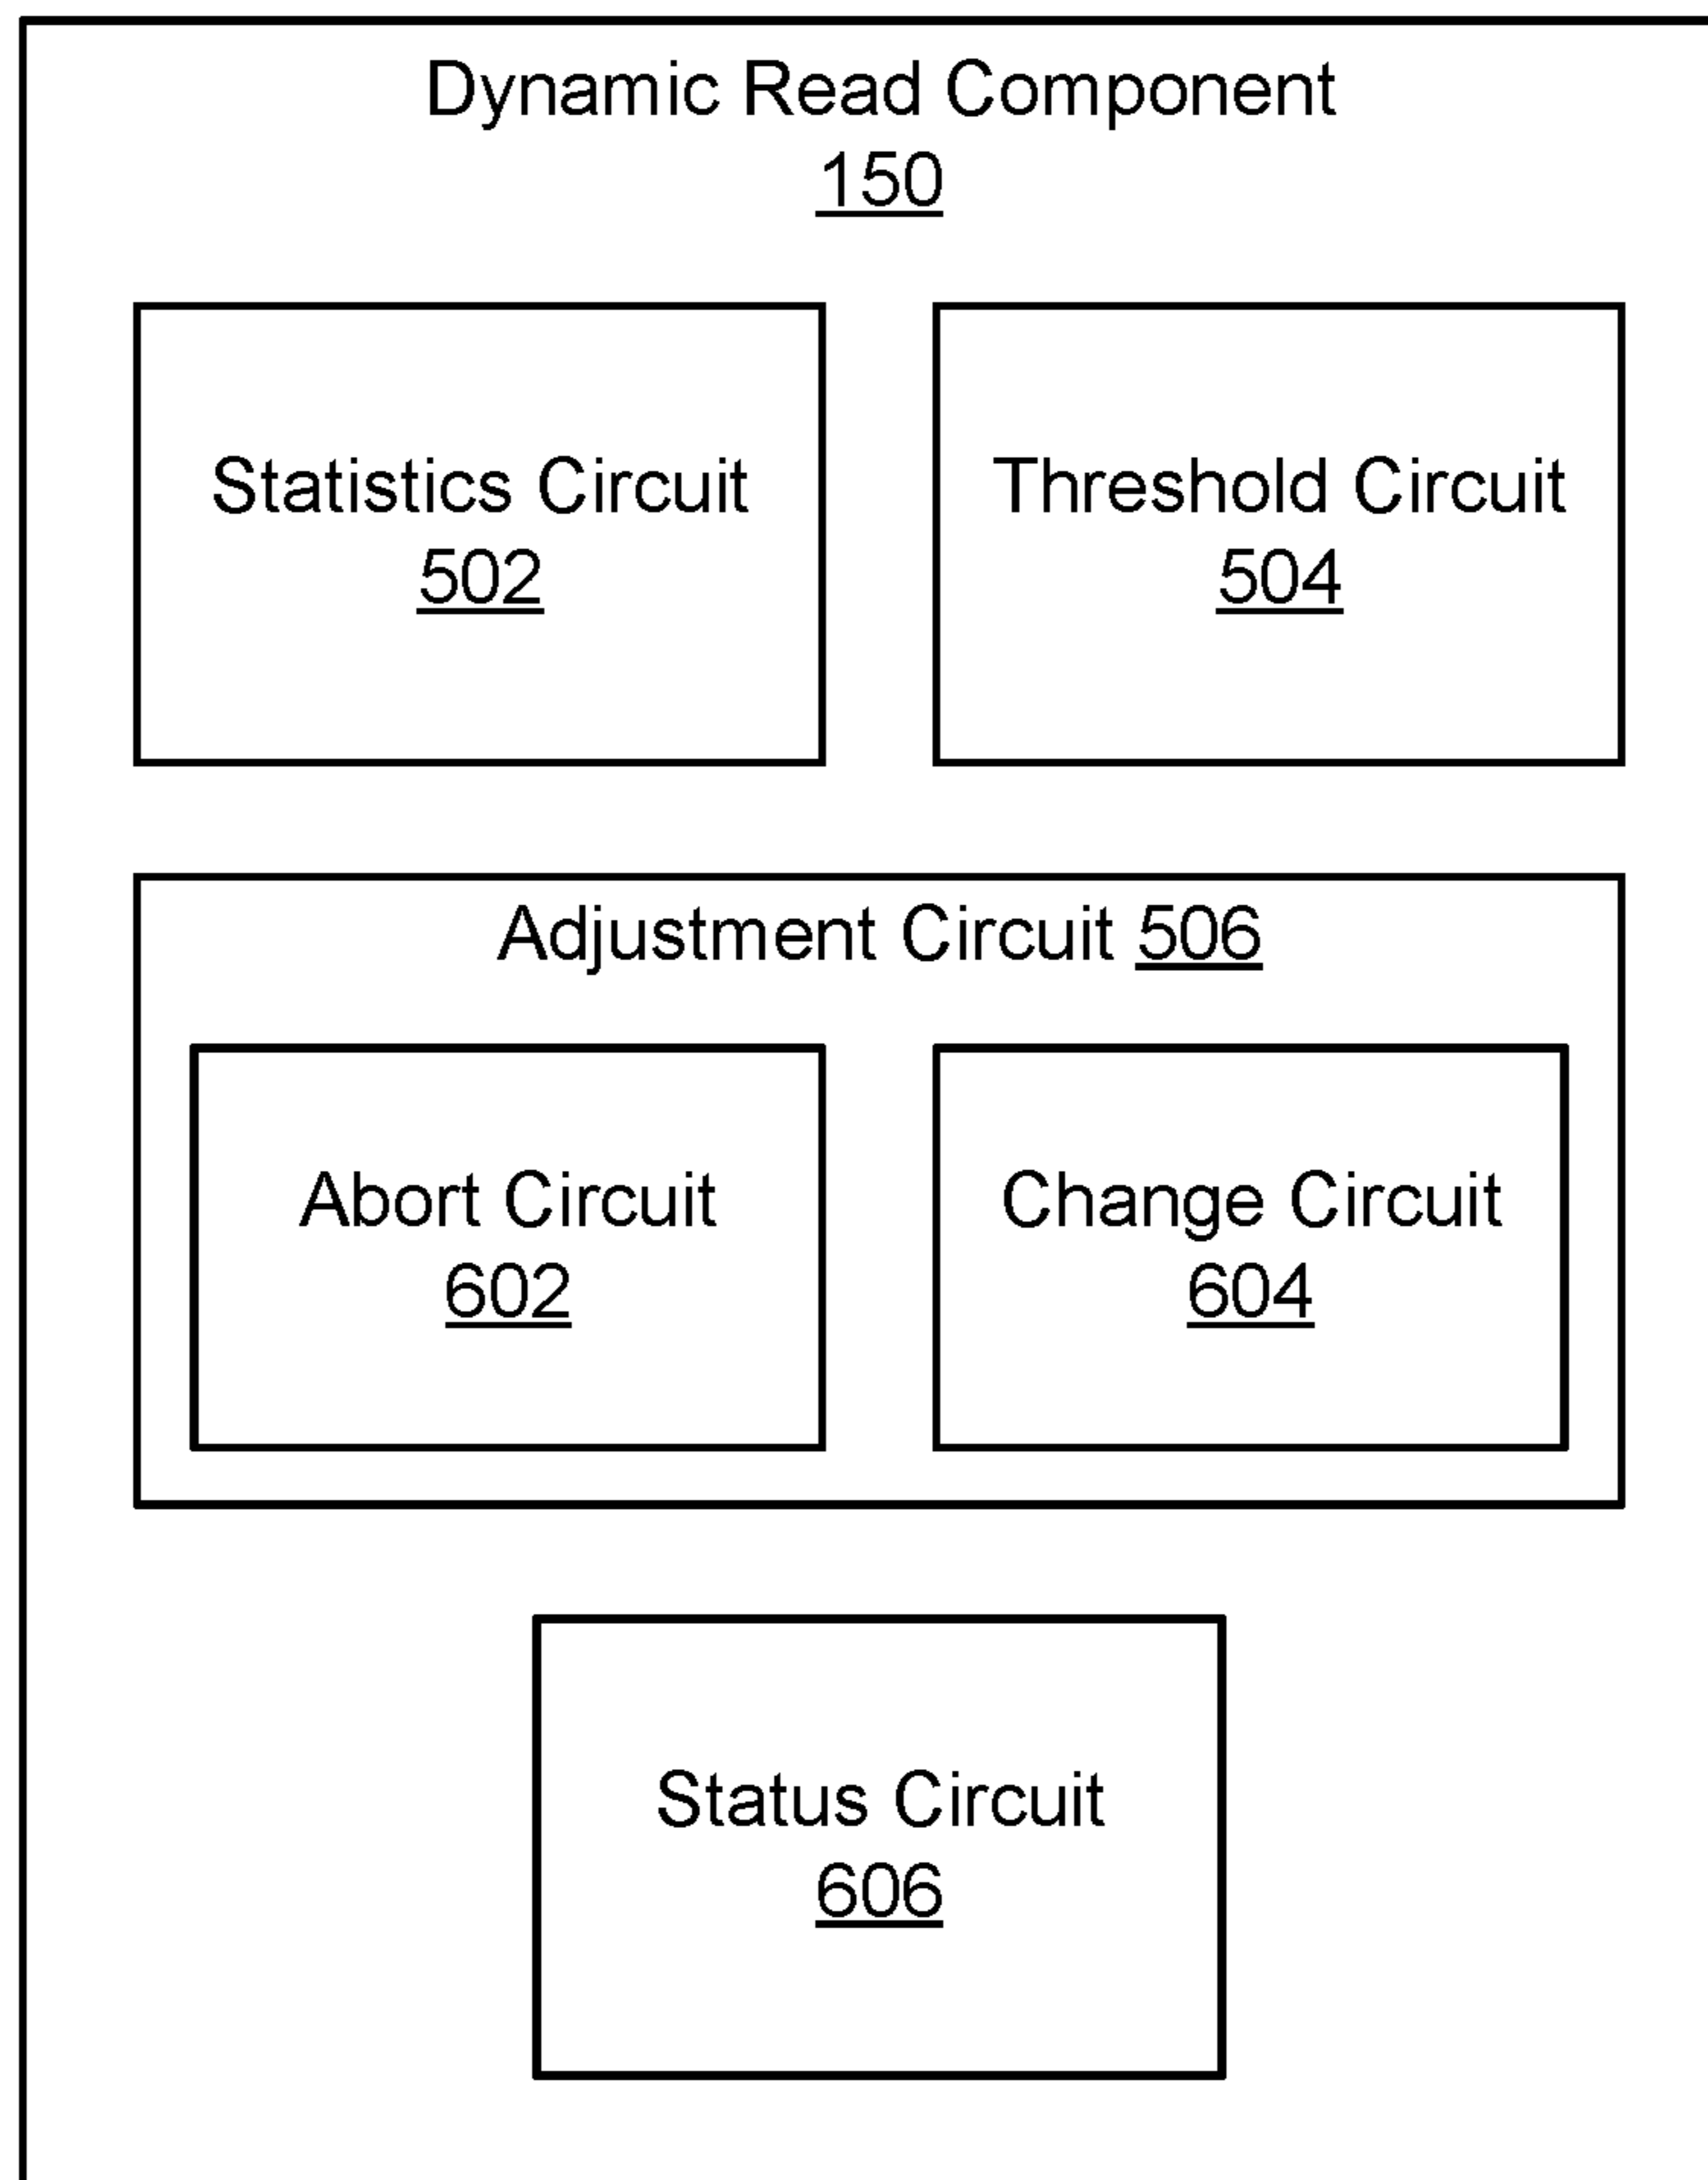 Dynamic Read Component
150
Statistics Circuit
502
Threshold Circuit
504
Adjustment Circuit 506
Abort Circuit
602
Change Circuit
604
Status Circuit
606